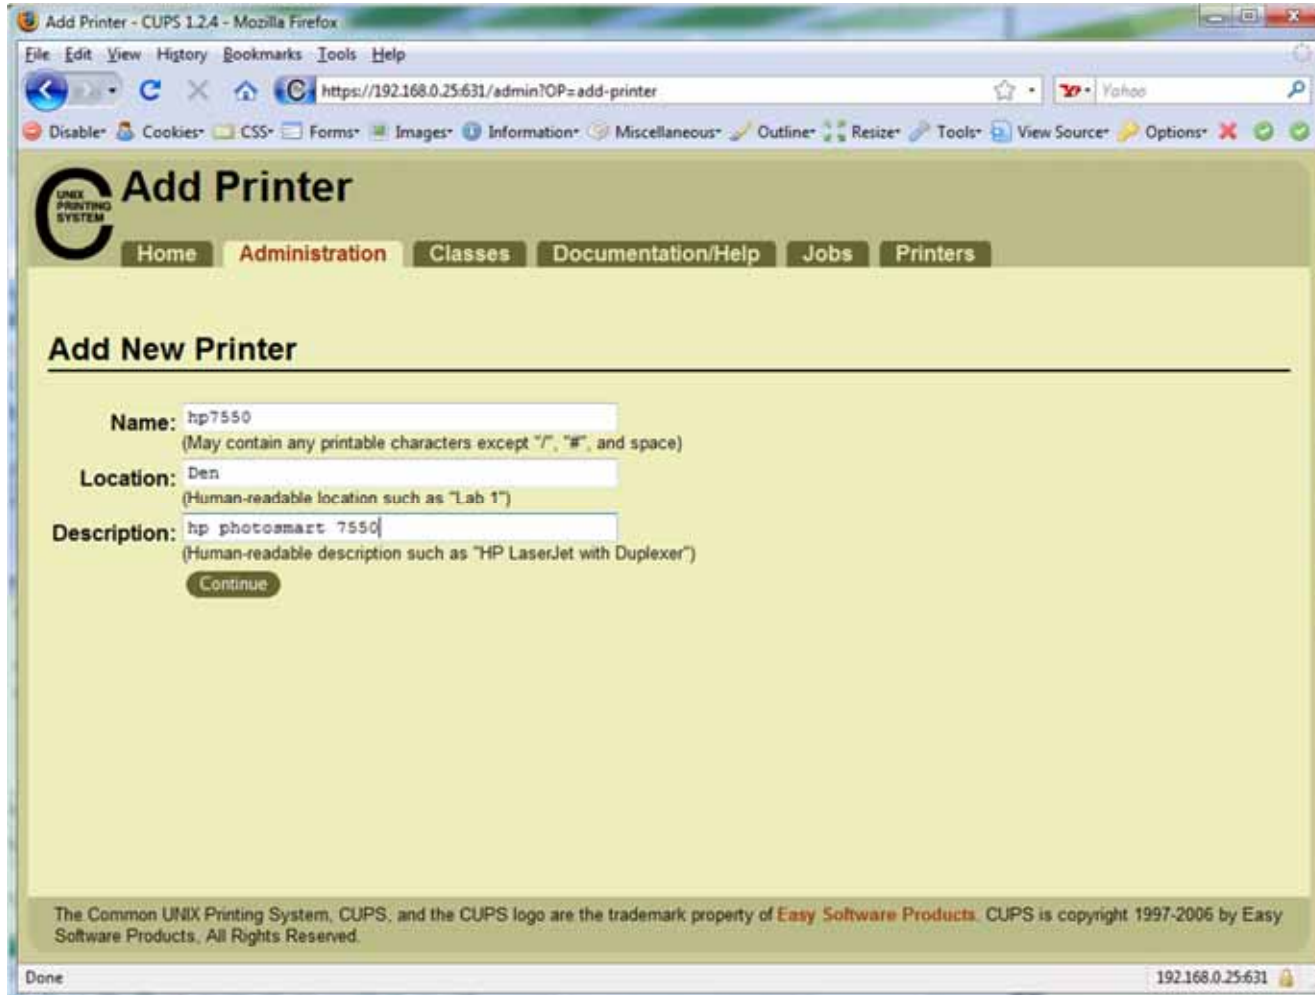 Add Printer - CUPS 1.2.4 - Mozilla Firefox
File Edit View History Bookmarks Tools Help
https://192.168.0.25:631/admin?OP=add-printer
Yahoo
Disable Cookies CSS Forms Images Information Miscellaneous Outline Resize Tools View Source Options
UNIX
PRINTING
SYSTEM
Add Printer
Home Administration Classes Documentation/Help Jobs Printers
Add New Printer
Name: hp7550
(May contain any printable characters except "/", "#", and space)
Location: Den
(Human-readable location such as "Lab 1")
Description: hp photosmart 7550
(Human-readable description such as "HP LaserJet with Duplexer")
Continue
The Common UNIX Printing System, CUPS, and the CUPS logo are the trademark property of Easy Software Products. CUPS is copyright 1997-2006 by Easy
Software Products, All Rights Reserved.
Done
192.168.0.25:631